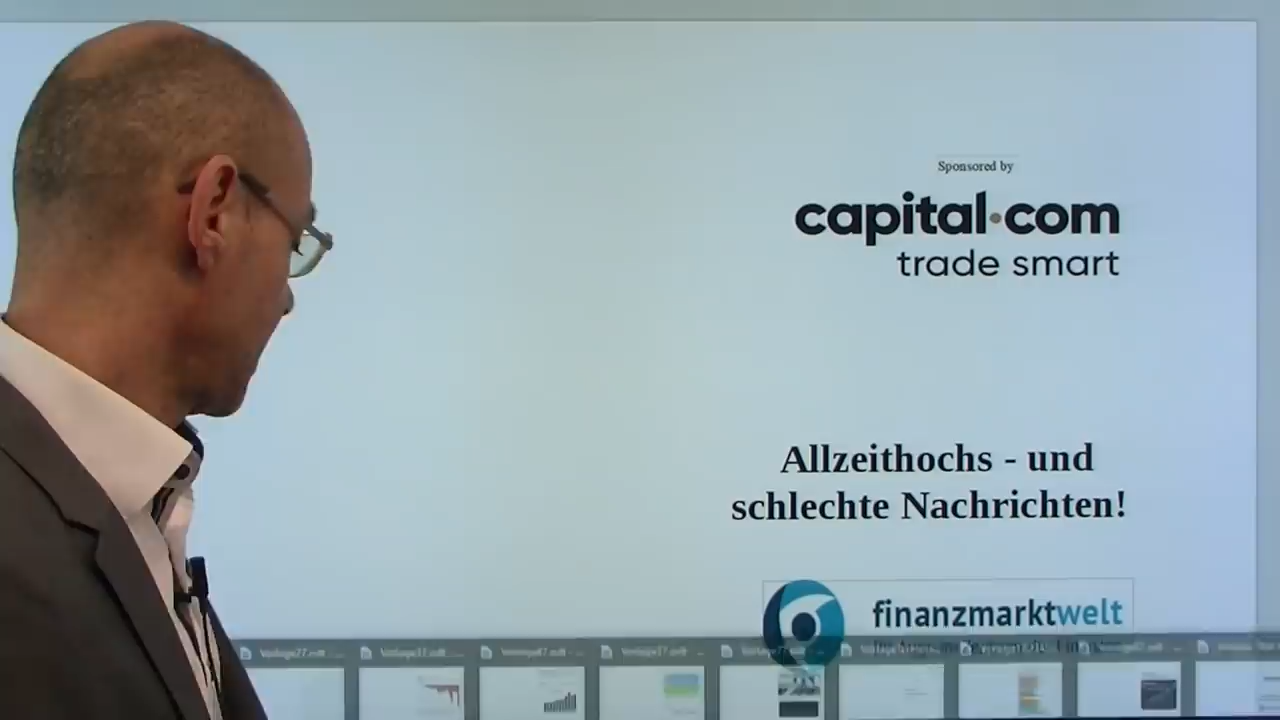 Sponsored by
capital.com
trade smart
Allzeithochs - und
schlechte Nachrichten!
finanzmarktwelt